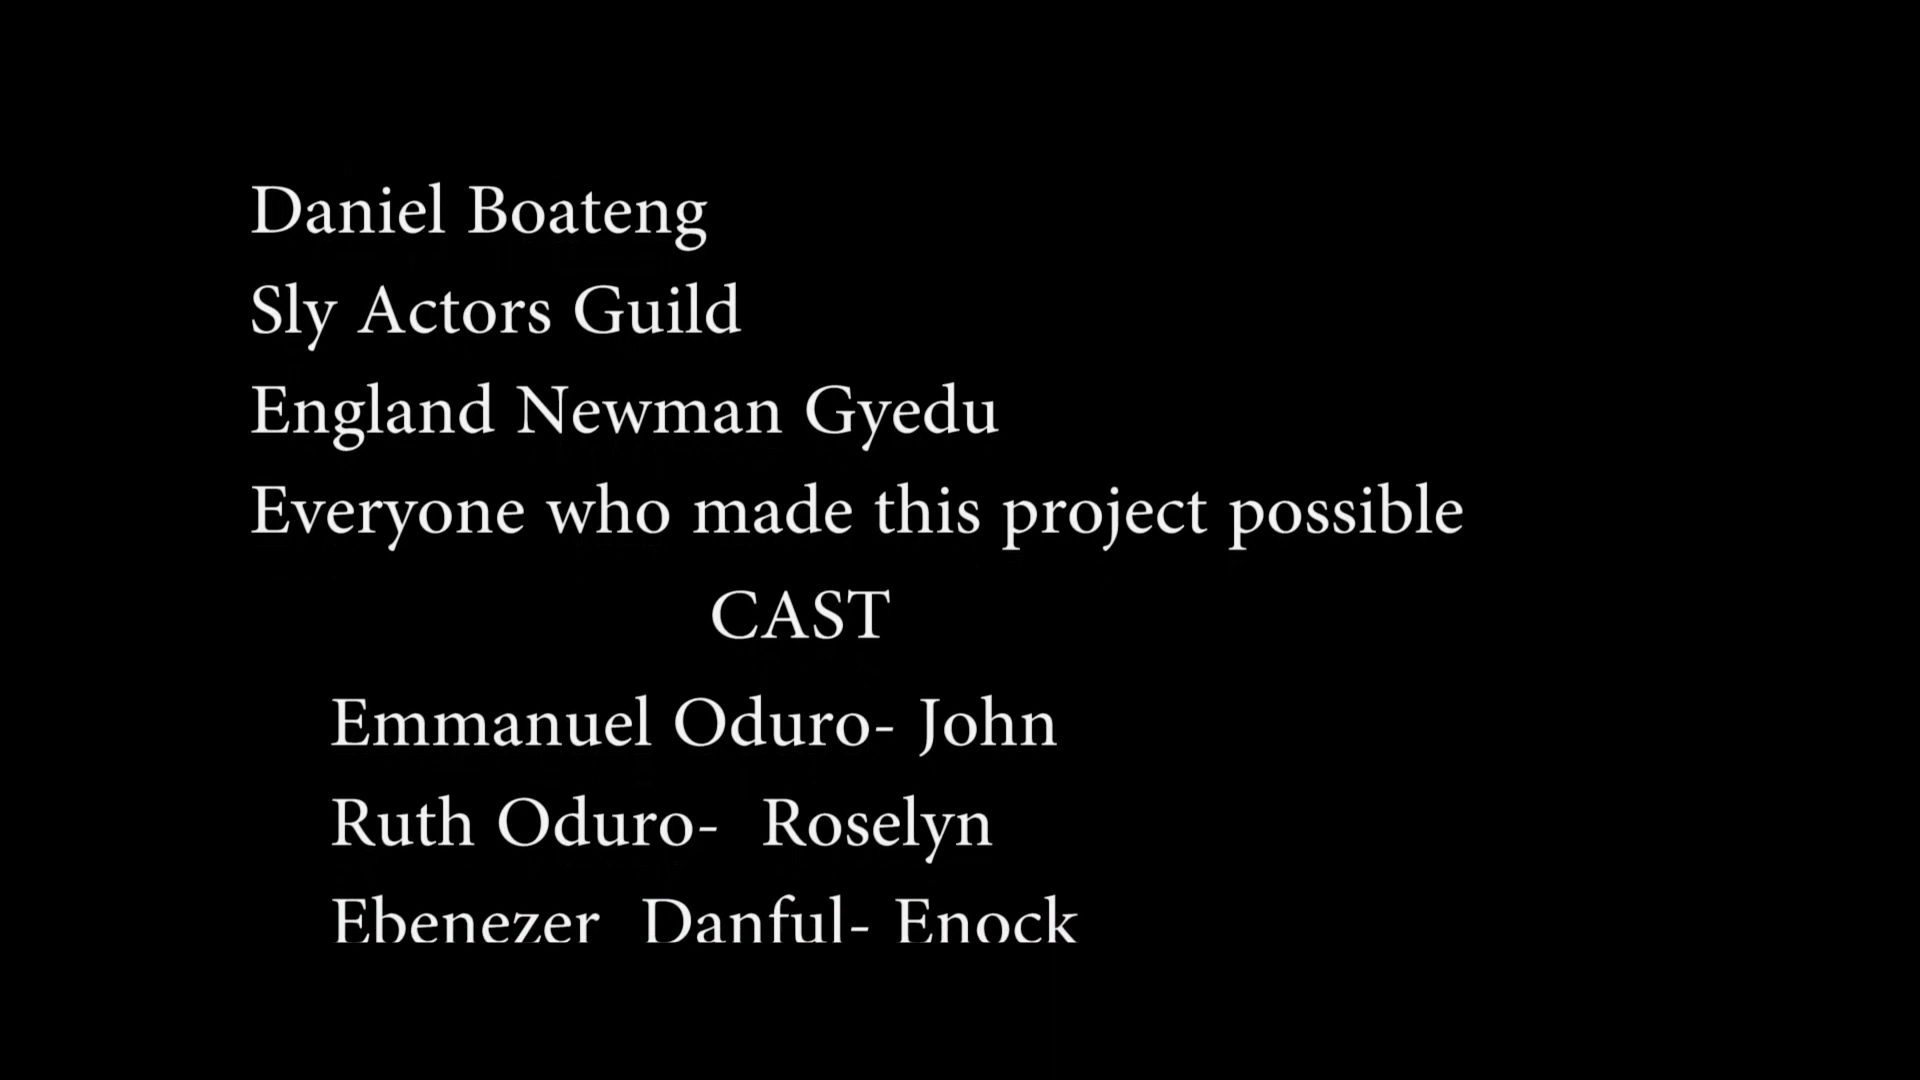 Daniel Boateng
Sly Actors Guild
England Newman Gyedu
Everyone who made this project possible
CAST
Emmanuel Oduro- John
Ruth Oduro-  Roselyn
Ebenezer  Danful- Enock